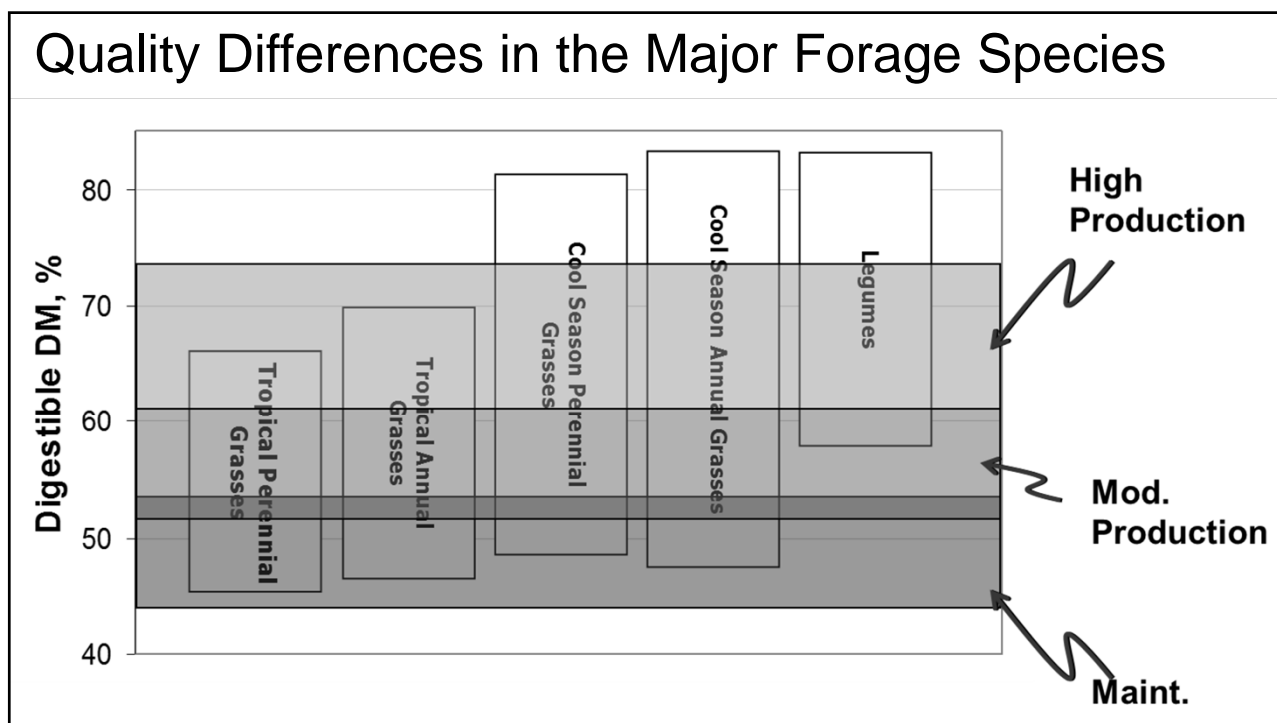 Quality Differences in the Major Forage Species
Digestible DM, %
80
70
60
50
40
Tropical Perennial
Grasses
Tropical Annual
Grasses
Cool Season Perennial
Grasses
Cool Season Annual Grasses
Legumes
High
Production
Mod.
Production
Maint.